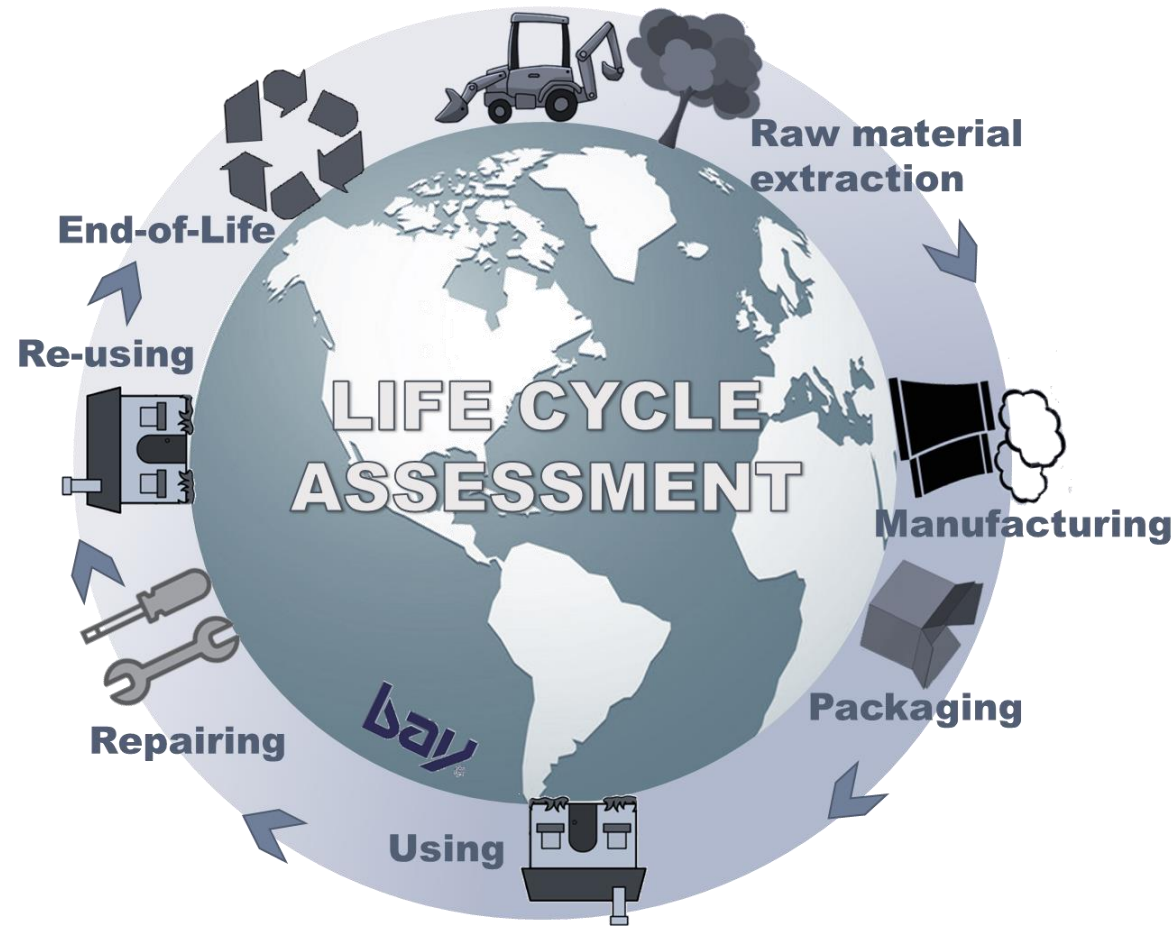 Raw material
extraction
End-of-Life
Re-using
LIFE CYCLE
ASSESSMENT
Manufacturing
Packaging
Repairing
bay®
Using